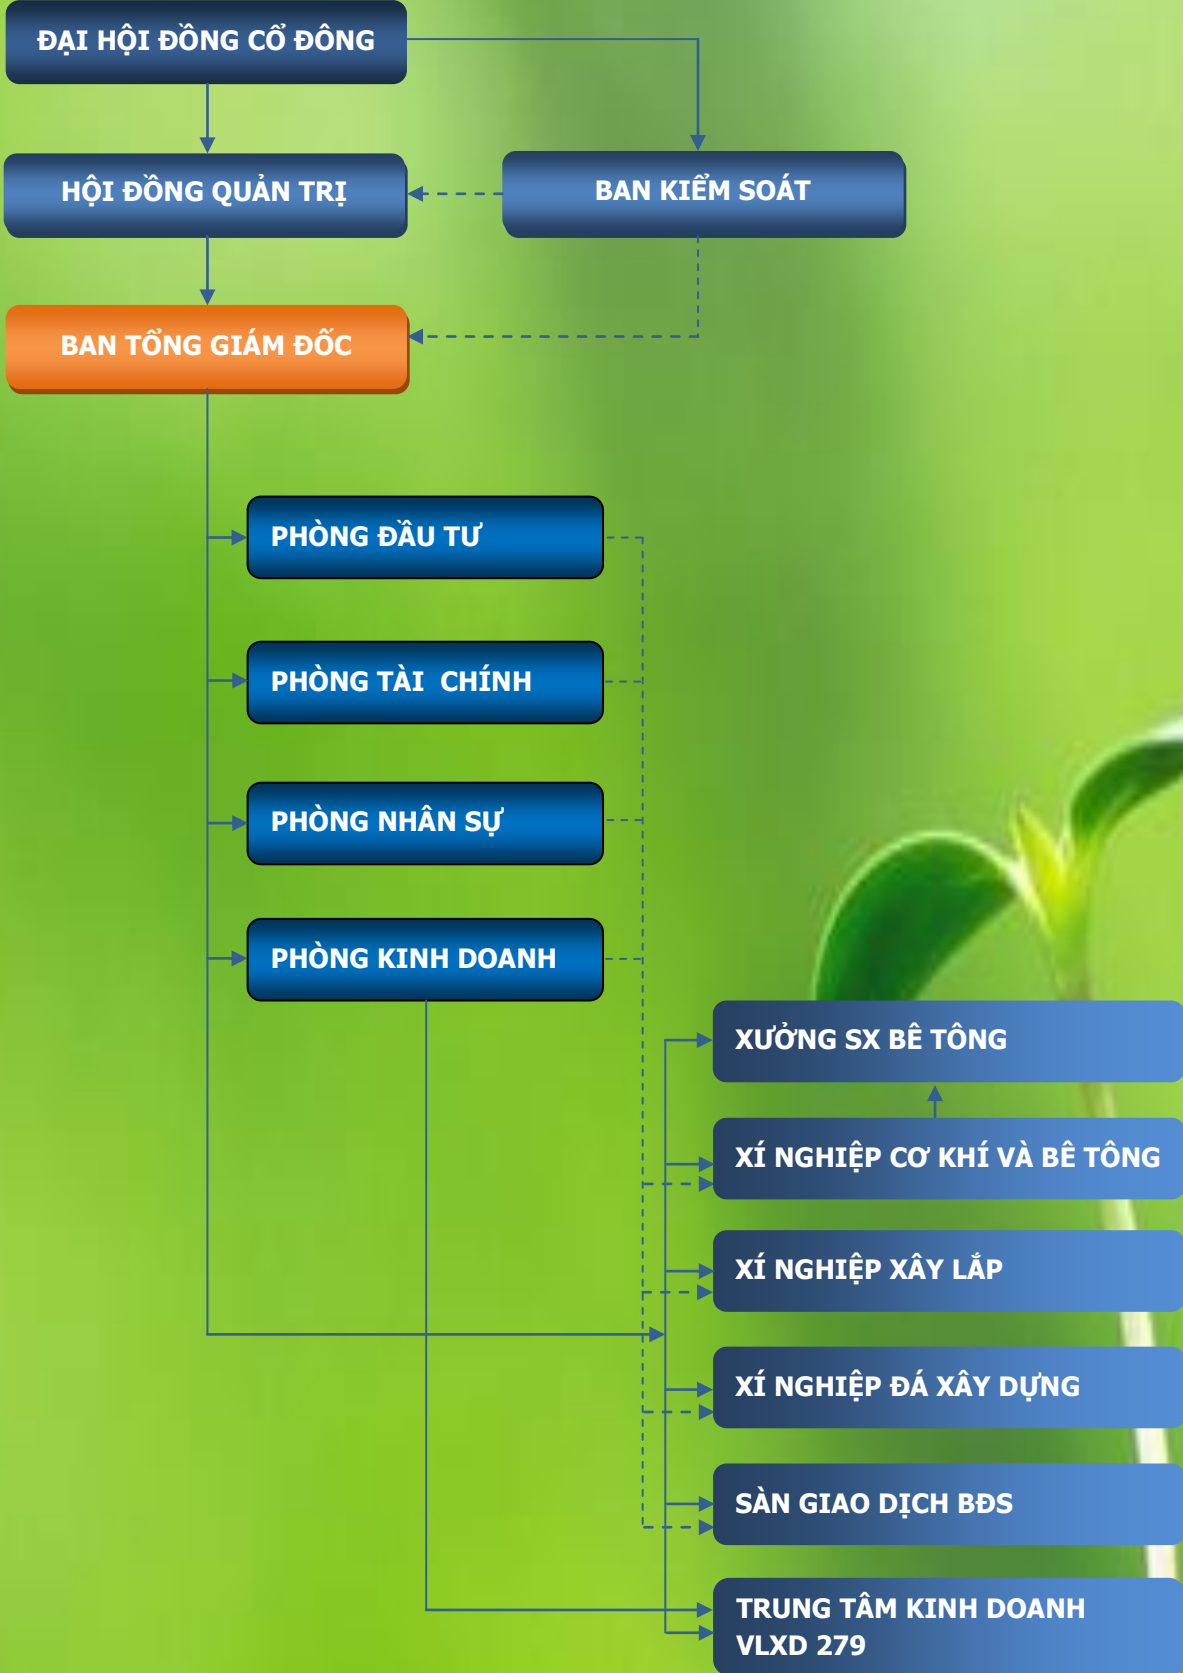 ĐẠI HỘI ĐỒNG CỔ ĐÔNG
HỘI ĐỒNG QUẢN TRỊ
BAN KIỂM SOÁT
BAN TỔNG GIÁM ĐỐC
PHÒNG ĐẦU TƯ
PHÒNG TÀI CHÍNH
PHÒNG NHÂN SỰ
PHÒNG KINH DOANH
XƯỞNG SX BÊ TÔNG
XÍ NGHIỆP CƠ KHÍ VÀ BÊ TÔNG
XÍ NGHIỆP XÂY LẮP
XÍ NGHIỆP ĐÁ XÂY DỰNG
SÀN GIAO DỊCH BĐS
TRUNG TÂM KINH DOANH
VLXD 279